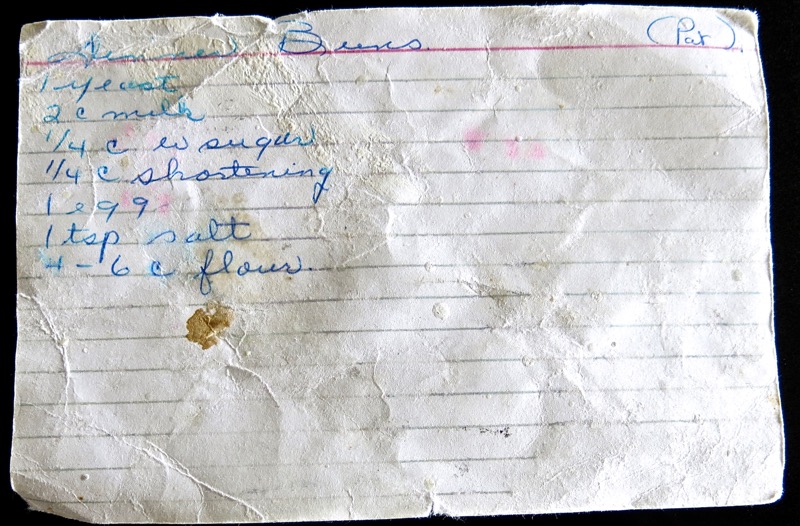 Dinner Buns (Pat)
1 yeast
2 c milk
1/4 c w sugar
1/4 c shortening
1 egg
1 tsp salt
4 - 6 c flour.